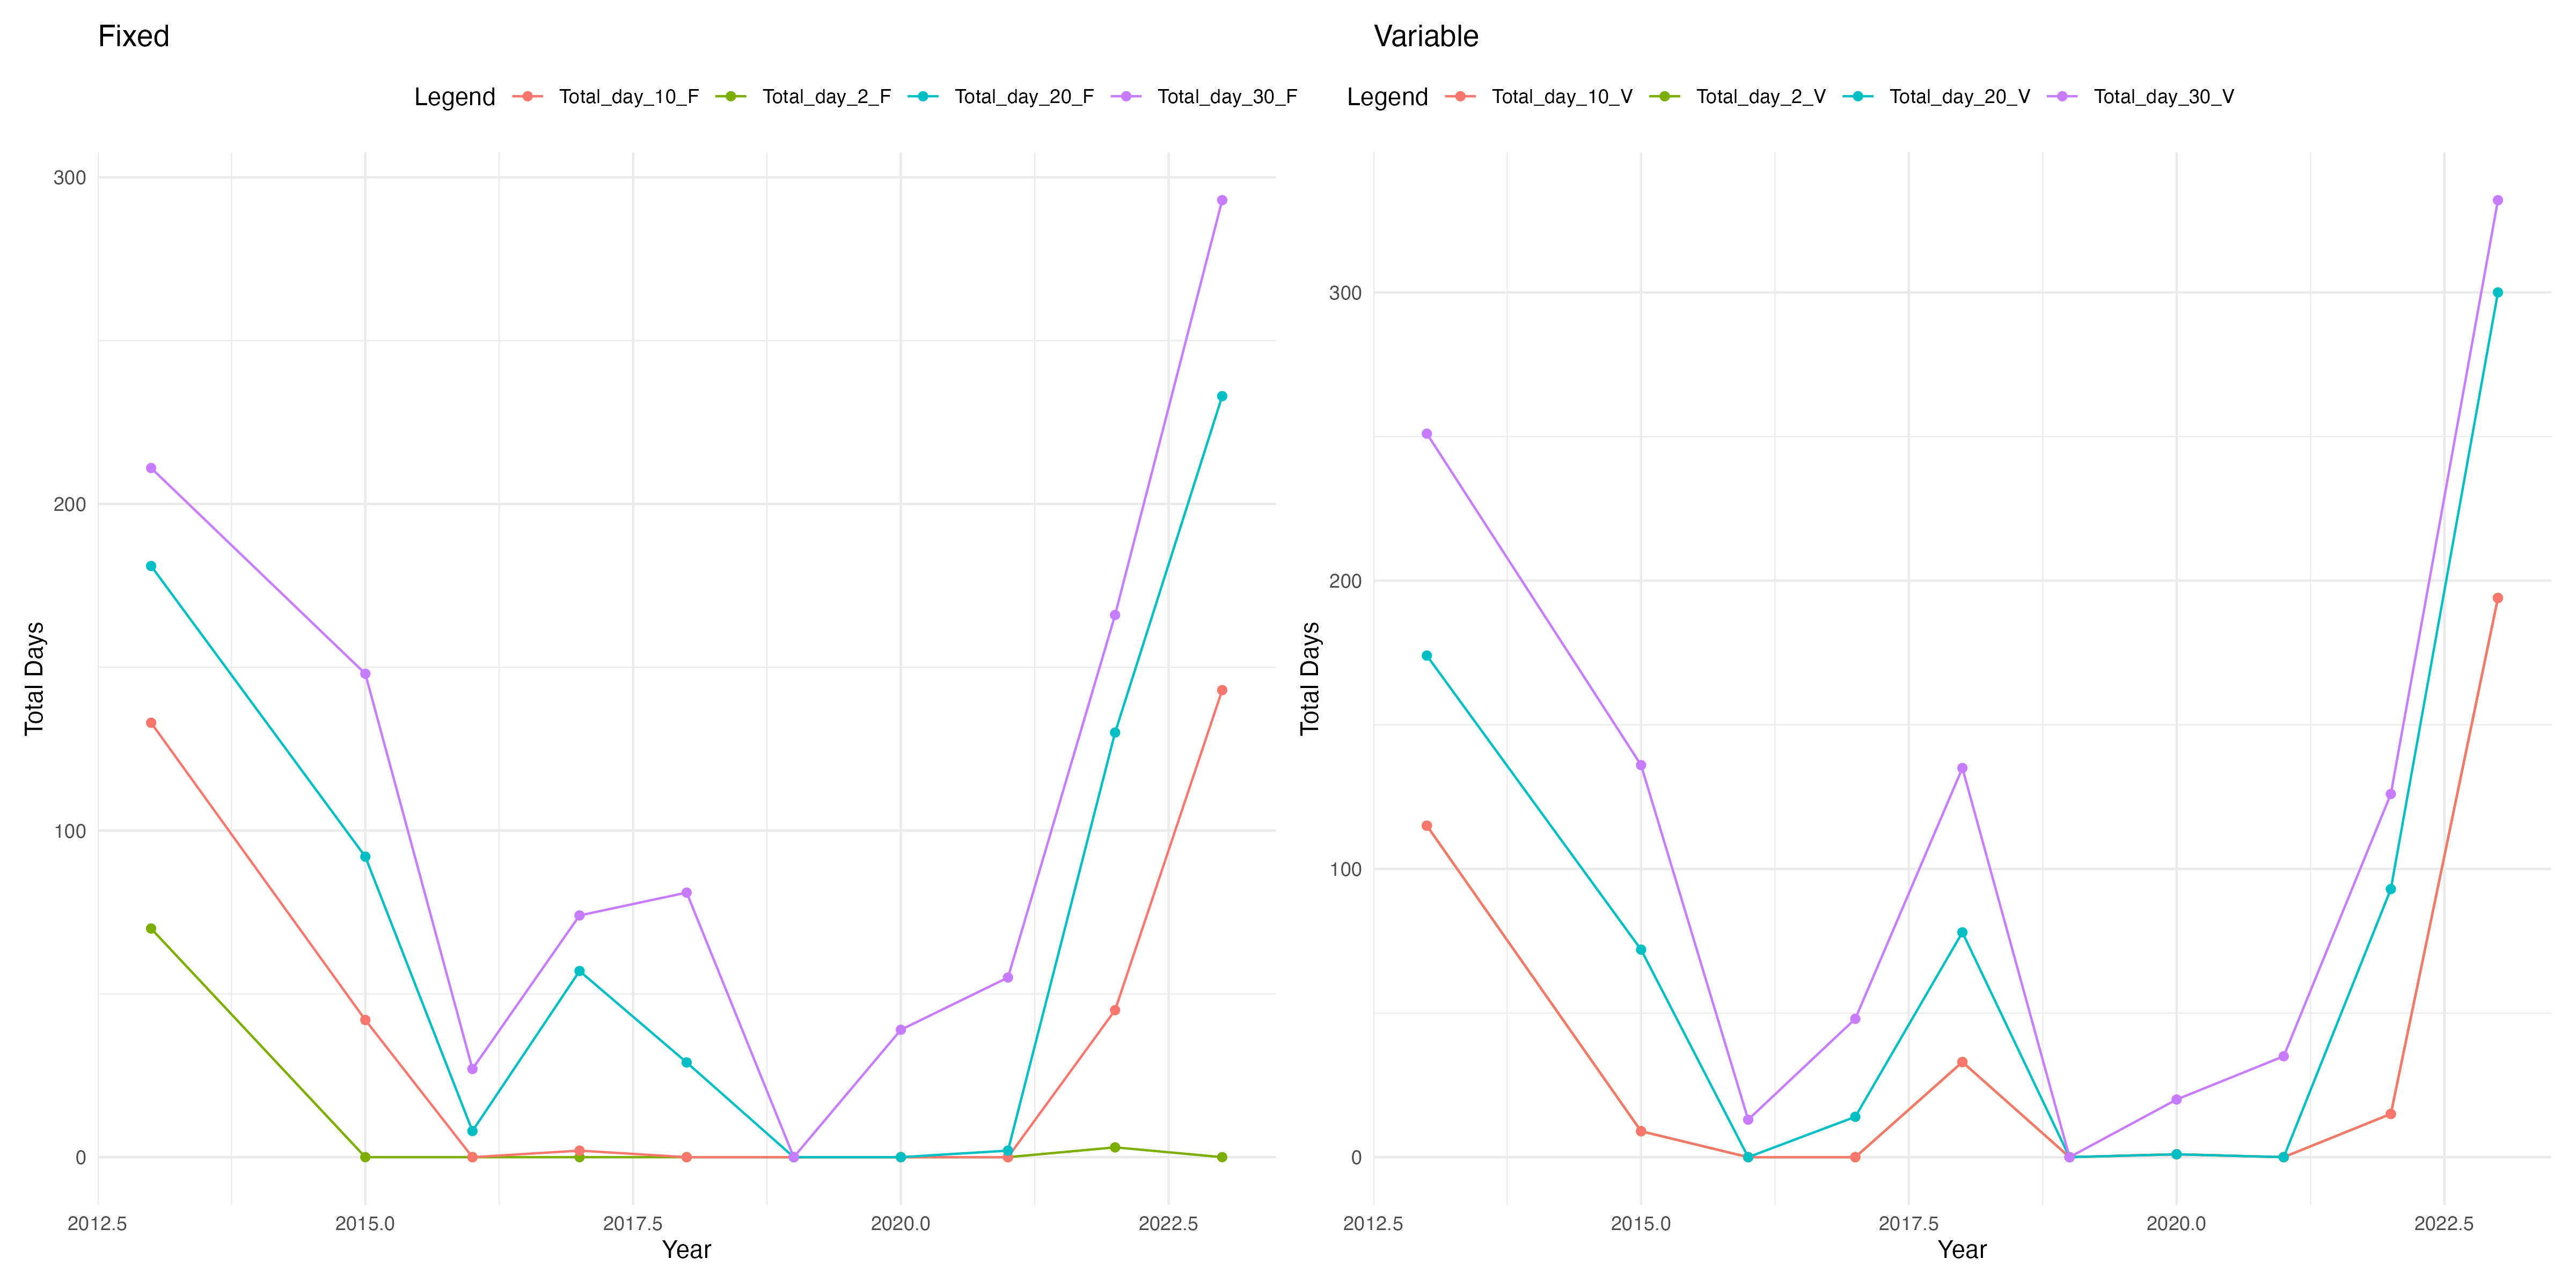 Fixed
Legend Total_day_10_F Total_day_2_F Total_day_20_F Total_day_30_F
300
200
100
0
Total Days
2012.5 2015.0 2017.5 2020.0 2022.5
Year
Variable
Legend Total_day_10_V Total_day_2_V Total_day_20_V Total_day_30_V
300
200
100
0
Total Days
2012.5 2015.0 2017.5 2020.0 2022.5
Year